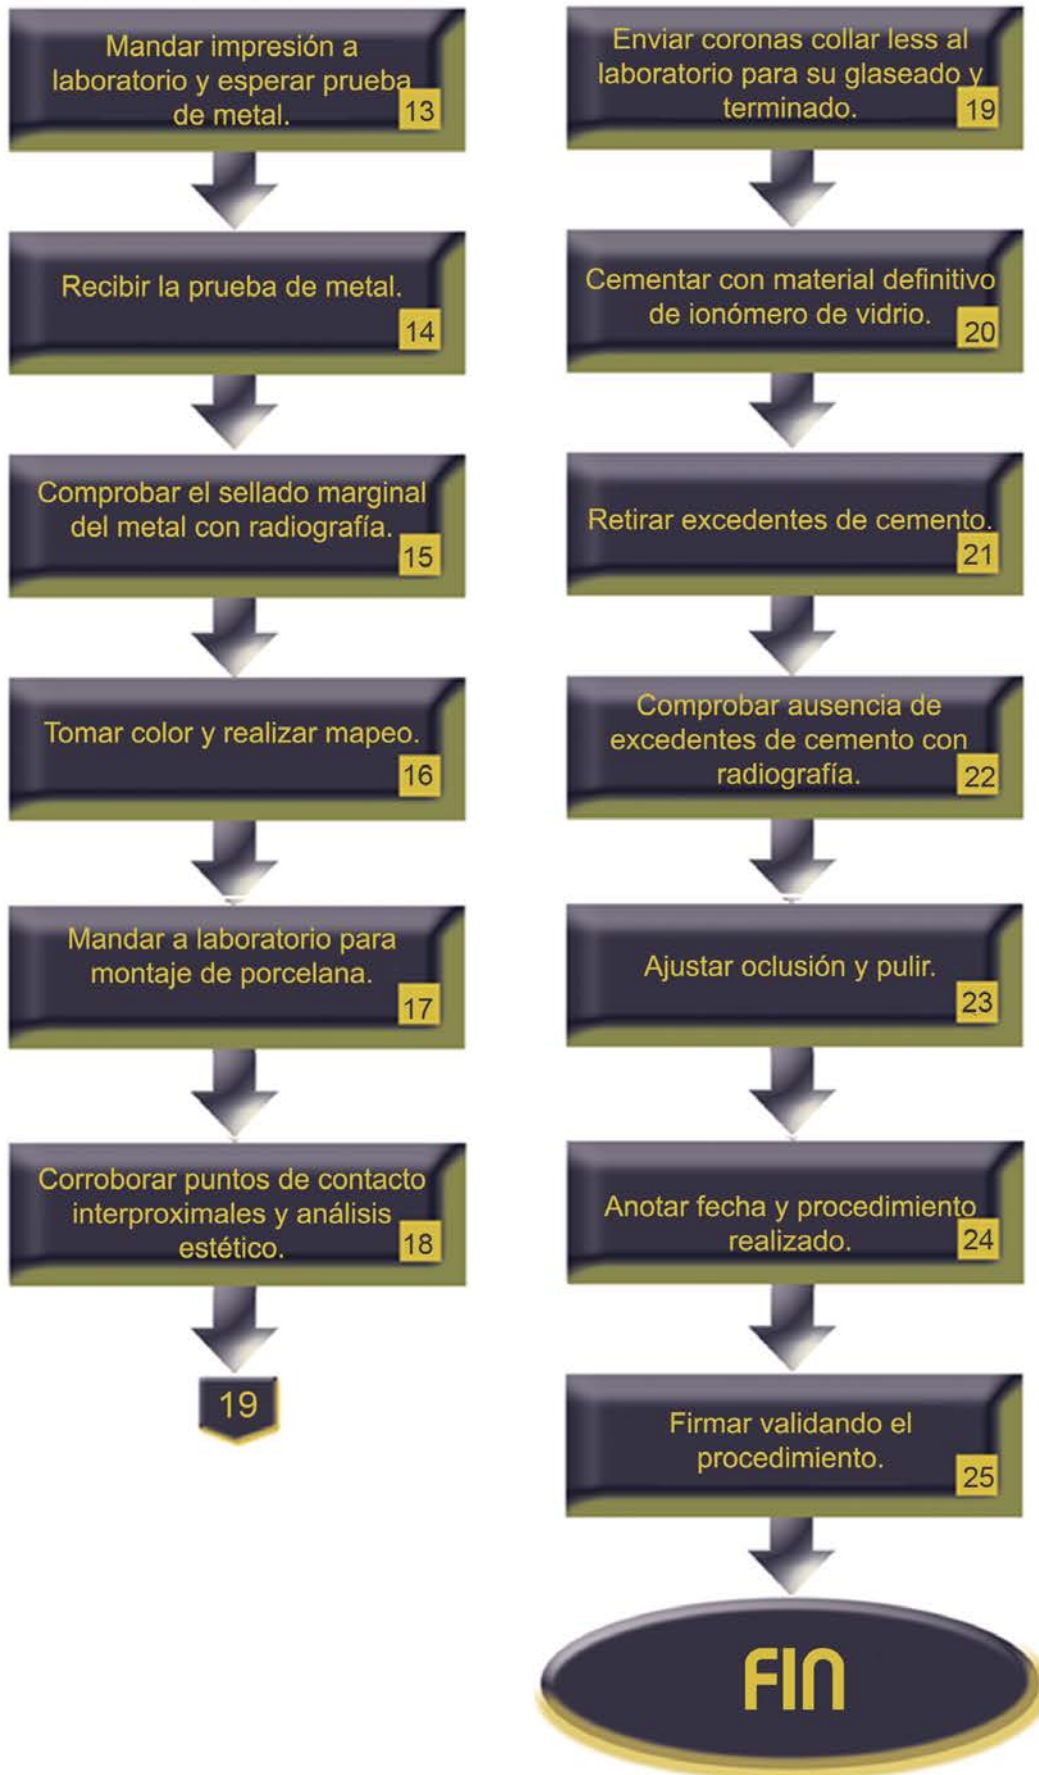 Mandar impresión a
laboratorio y esperar prueba
de metal.
13
Recibir la prueba de metal.
14
Comprobar el sellado marginal
del metal con radiografía.
15
Tomar color y realizar mapeo.
16
Mandar a laboratorio para
montaje de porcelana.
17
Corroborar puntos de contacto
interproximales y análisis
estético.
18
19
Enviar coronas collar less al
laboratorio para su glaseado y
terminado.
19
Cementar con material definitivo
de ionómero de vidrio.
20
Retirar excedentes de cemento.
21
Comprobar ausencia de
excedentes de cemento con
radiografía.
22
Ajustar oclusión y pulir.
23
Anotar fecha y procedimiento
realizado.
24
Firmar validando el
procedimiento.
25
FIN